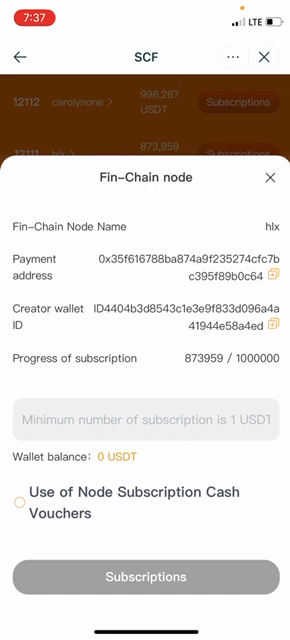 7:37
LTE
SCF
12112 carolynone > 998,287 USDT Subscriptions
12111 hlx > 873,959 Subscriptions
Fin-Chain node
Fin-Chain Node Name hlx
Payment address 0x35f616788ba874a9f235274cfc7b
c395f89b0c64
Creator wallet ID ID4404b3d8543c1e3e9f833d096a4a
41944e58a4ed
Progress of subscription 873959 / 1000000
Minimum number of subscription is 1 USDT
Wallet balance: 0 USDT
Use of Node Subscription Cash
Vouchers
Subscriptions